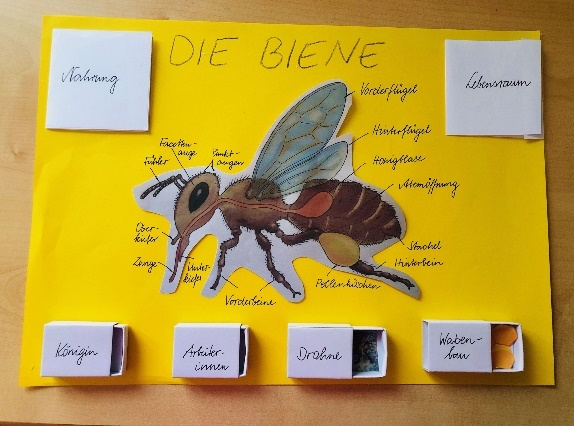 DIE BIENE
Nahrung
Lebensraum
Vorderflügel
Hinterflügel
Honigblase
Atemöffnung
Facetten-
auge
Punkt-
augen
Fühler
Ober-
kiefer
Zunge
Unter-
kiefer
Vorderbeine
Pollenhöschen
Stachel
Hinterbein
Königin
Arbiter-
innen
Drohne
Waben-
bau